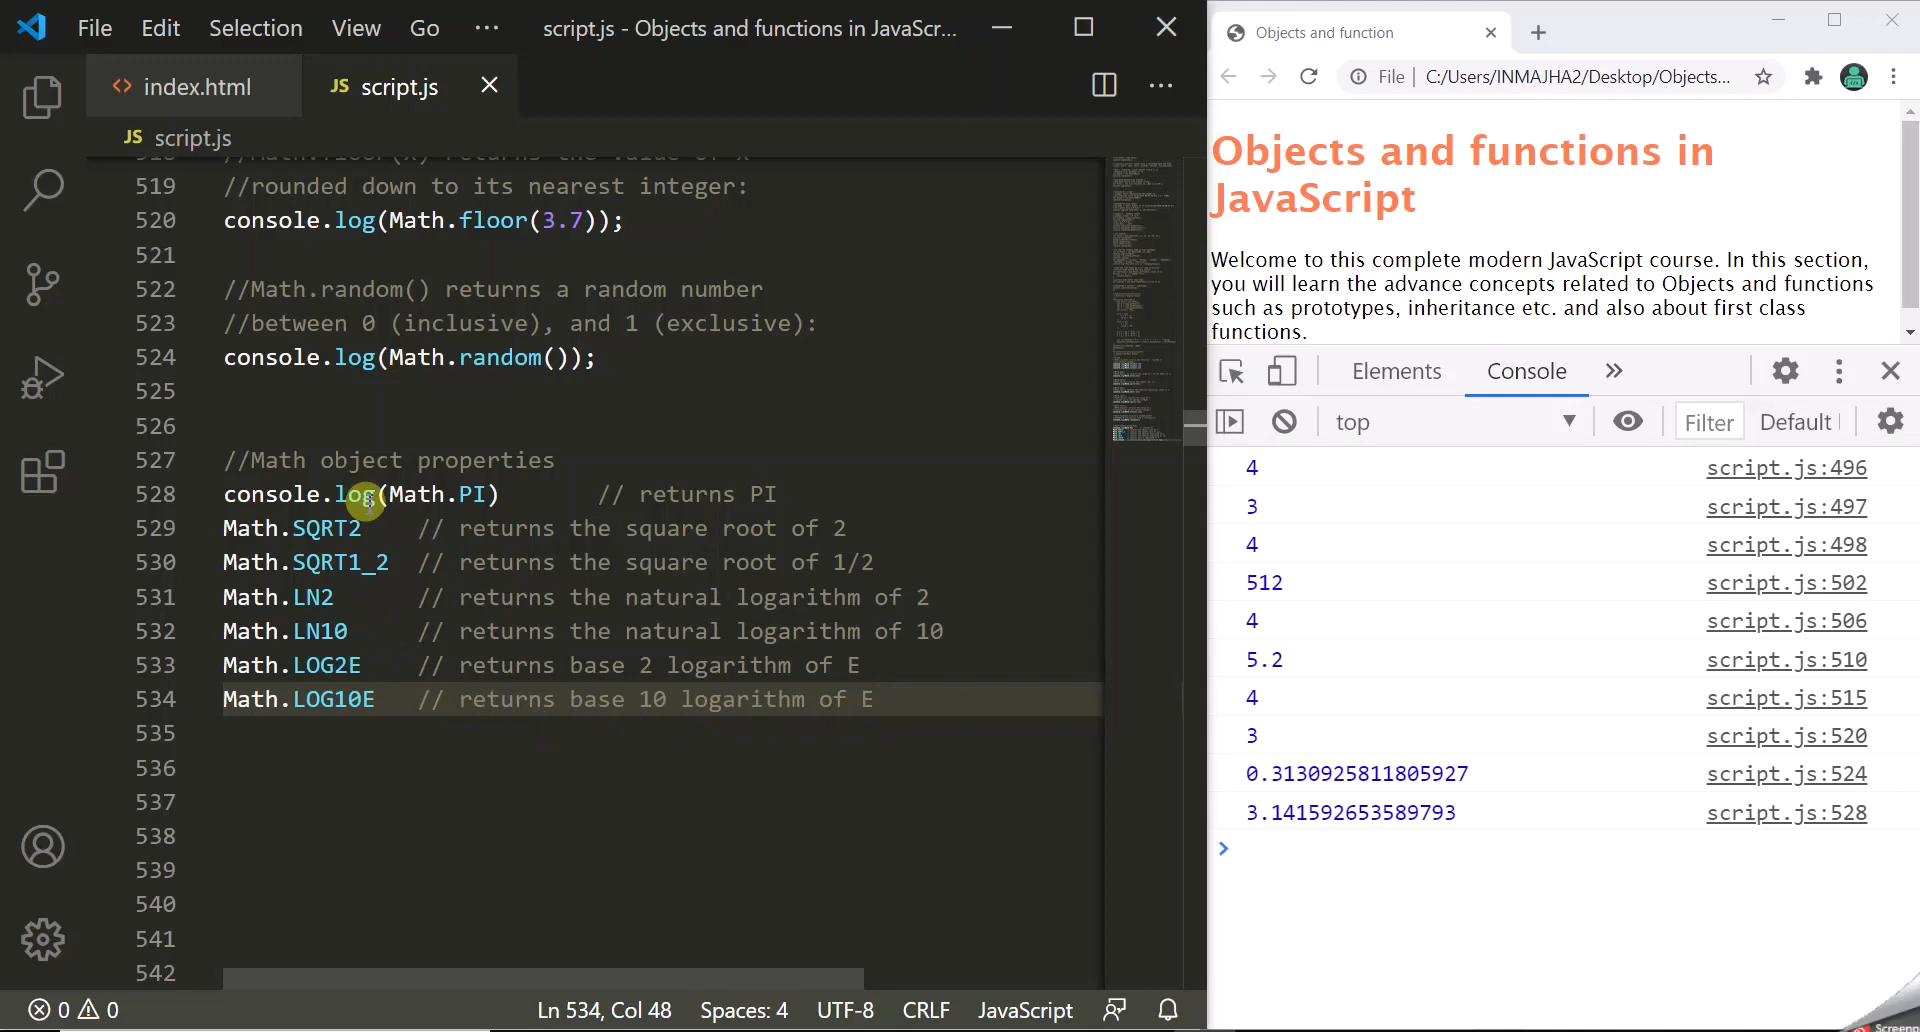 File Edit Selection View Go ··· script.js - Objects and functions in JavaScr...
index.html
JS script.js
JS script.js
518 //Math.floor(x) returns the value of x
519 //rounded down to its nearest integer:
520 console.log(Math.floor(3.7));
521
522 //Math.random() returns a random number
523 //between 0 (inclusive), and 1 (exclusive):
524 console.log(Math.random());
525
526
527 //Math object properties
528 console.log(Math.PI) // returns PI
529 Math.SQRT2 // returns the square root of 2
530 Math.SQRT1_2 // returns the square root of 1/2
531 Math.LN2 // returns the natural logarithm of 2
532 Math.LN10 // returns the natural logarithm of 10
533 Math.LOG2E // returns base 2 logarithm of E
534 Math.LOG10E // returns base 10 logarithm of E
535
536
537
538
539
540
541
542
0 0 Ln 534, Col 48 Spaces: 4 UTF-8 CRLF JavaScript
Objects and function
File C:/Users/INMAJHA2/Desktop/Objects...
Objects and functions in
JavaScript
Welcome to this complete modern JavaScript course. In this section,
you will learn the advance concepts related to Objects and functions
such as prototypes, inheritance etc. and also about first class
functions.
Elements Console
top Filter Default
4 script.js:496
3 script.js:497
4 script.js:498
512 script.js:502
4 script.js:506
5.2 script.js:510
4 script.js:515
3 script.js:520
0.3130925811805927 script.js:524
3.141592653589793 script.js:528